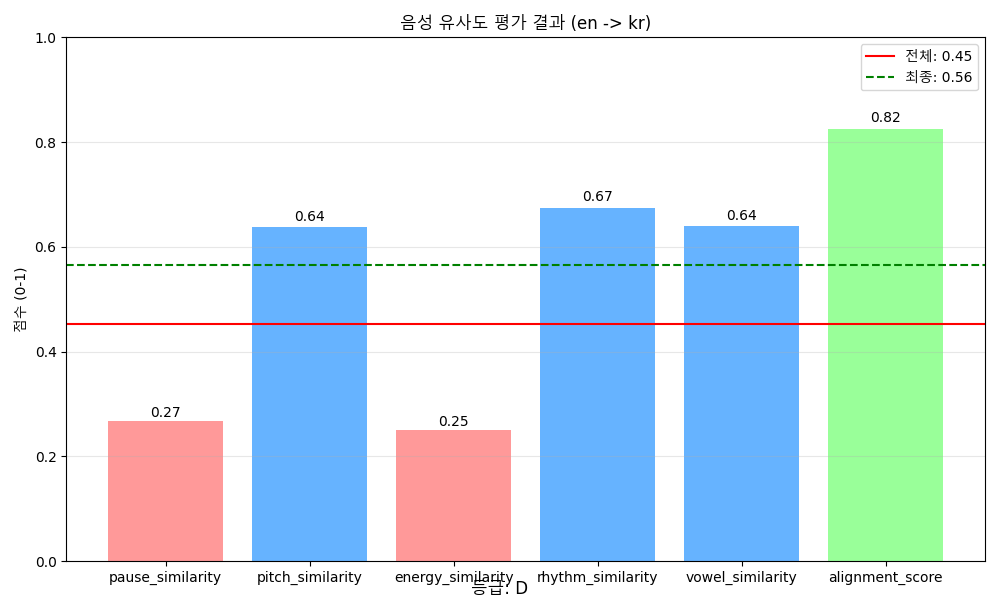 음성 유사도 평가 결과 (en -> kr)
전체: 0.45
최종: 0.56
점수 (0-1)
1.0
0.8
0.6
0.4
0.2
0.0
0.27
0.64
0.25
0.67
0.64
0.82
pause_similarity
pitch_similarity
energy_similarity
rhythm_similarity
vowel_similarity
alignment_score
등급: D